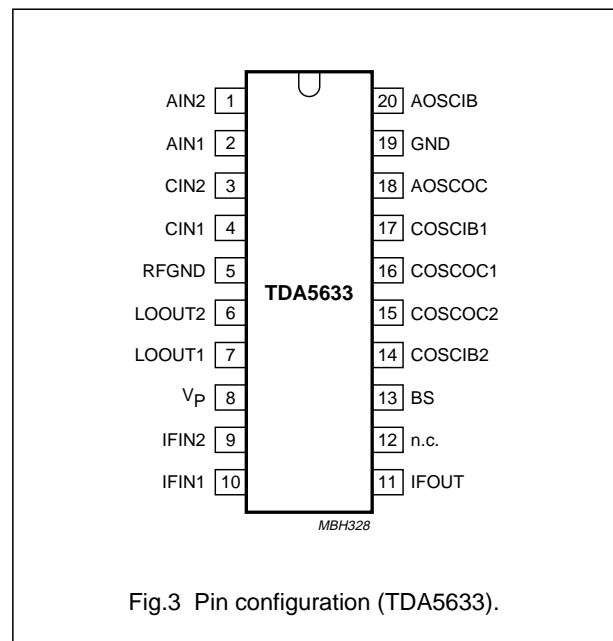 AIN2 1 20 AOSCIB
AIN1 2 19 GND
CIN2 3 18 AOSCOC
CIN1 4 17 COSCIB1
RFGND 5 16 COSCOC1
TDA5633
LOOUT2 6 15 COSCOC2
LOOUT1 7 14 COSCIB2
VP 8 13 BS
IFIN2 9 12 n.c.
IFIN1 10 11 IFOUT
MBH328
Fig.3 Pin configuration (TDA5633).